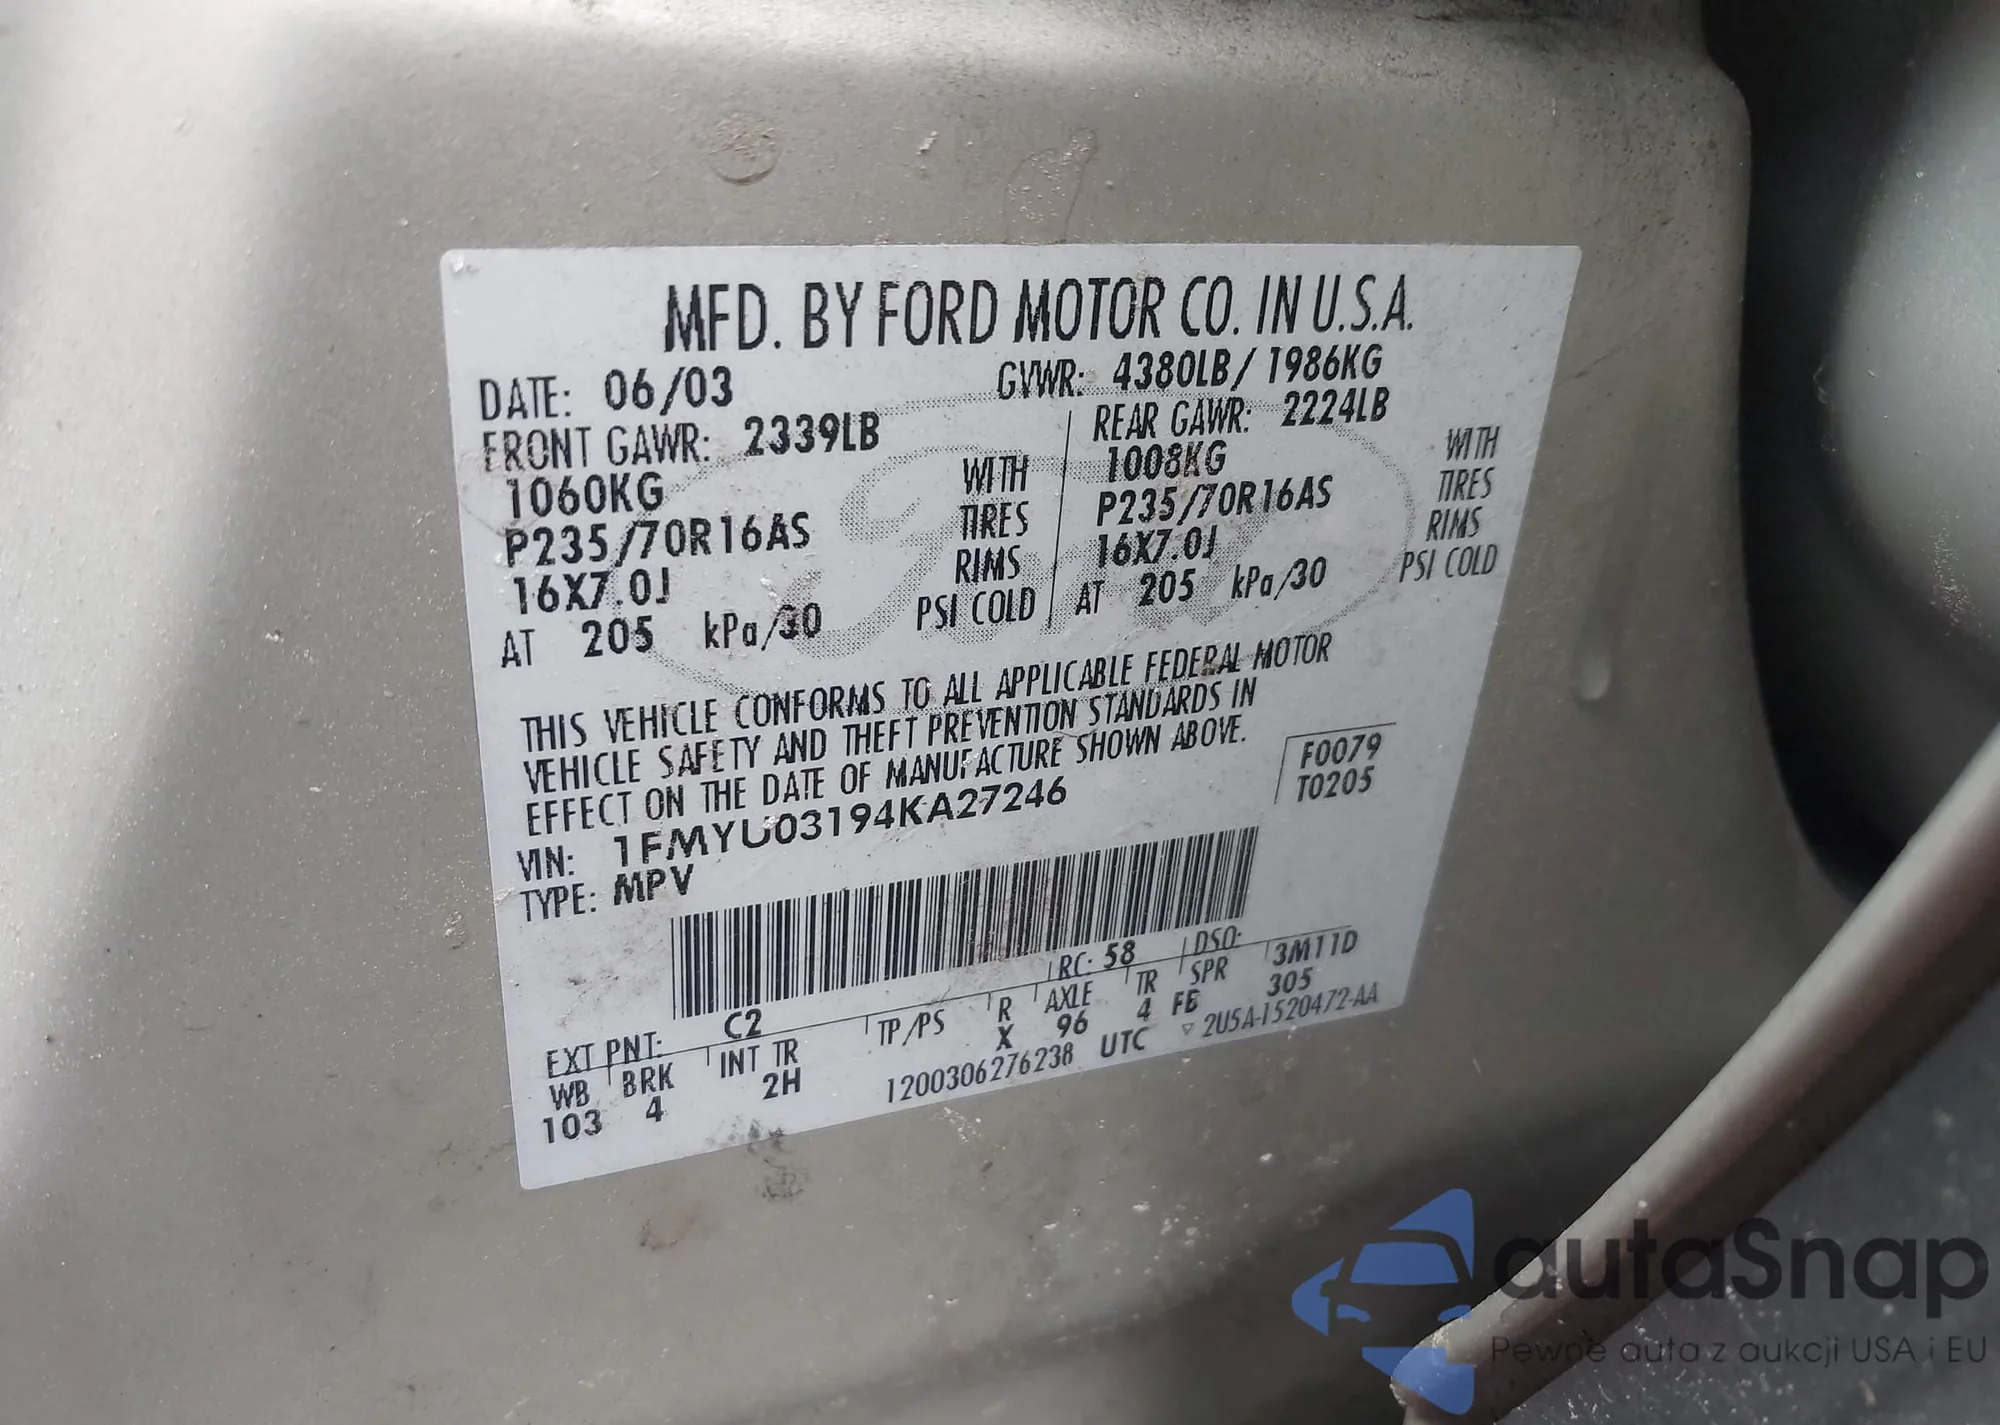 MFD. BY FORD MOTOR CO. IN U.S.A.
DATE: 06/03 GVWR: 4380LB/ 1986KG
FRONT GAWR: 2339LB REAR GAWR: 2224LB
1060KG WITH 1008KG WITH
P235/70R16AS TIRES P235/70R16AS TIRES
16X7.0J RIMS 16X7.0J RIMS
AT 205 kPa/30 PSI COLD AT 205 kPa/30 PSI COLD
THIS VEHICLE CONFORMS TO ALL APPLICABLE FEDERAL MOTOR
VEHICLE SAFETY AND THEFT PREVENTION STANDARDS IN
EFFECT ON THE DATE OF MANUFACTURE SHOWN ABOVE.
F0079
T0205
VIN: 1FMYU03194KA27246
TYPE: MPV
EXT PNT: C2 RC: 58 DSO: 3M11D
WB BRK INT TR TP/PS R AXLE TR SPR
103 4 2H X 96 4 FB 305
1200306276238 UTC ▽ 2U5A-1520472-AA
Ford
autaSnap
Pewne auta z aukcji USA i EU